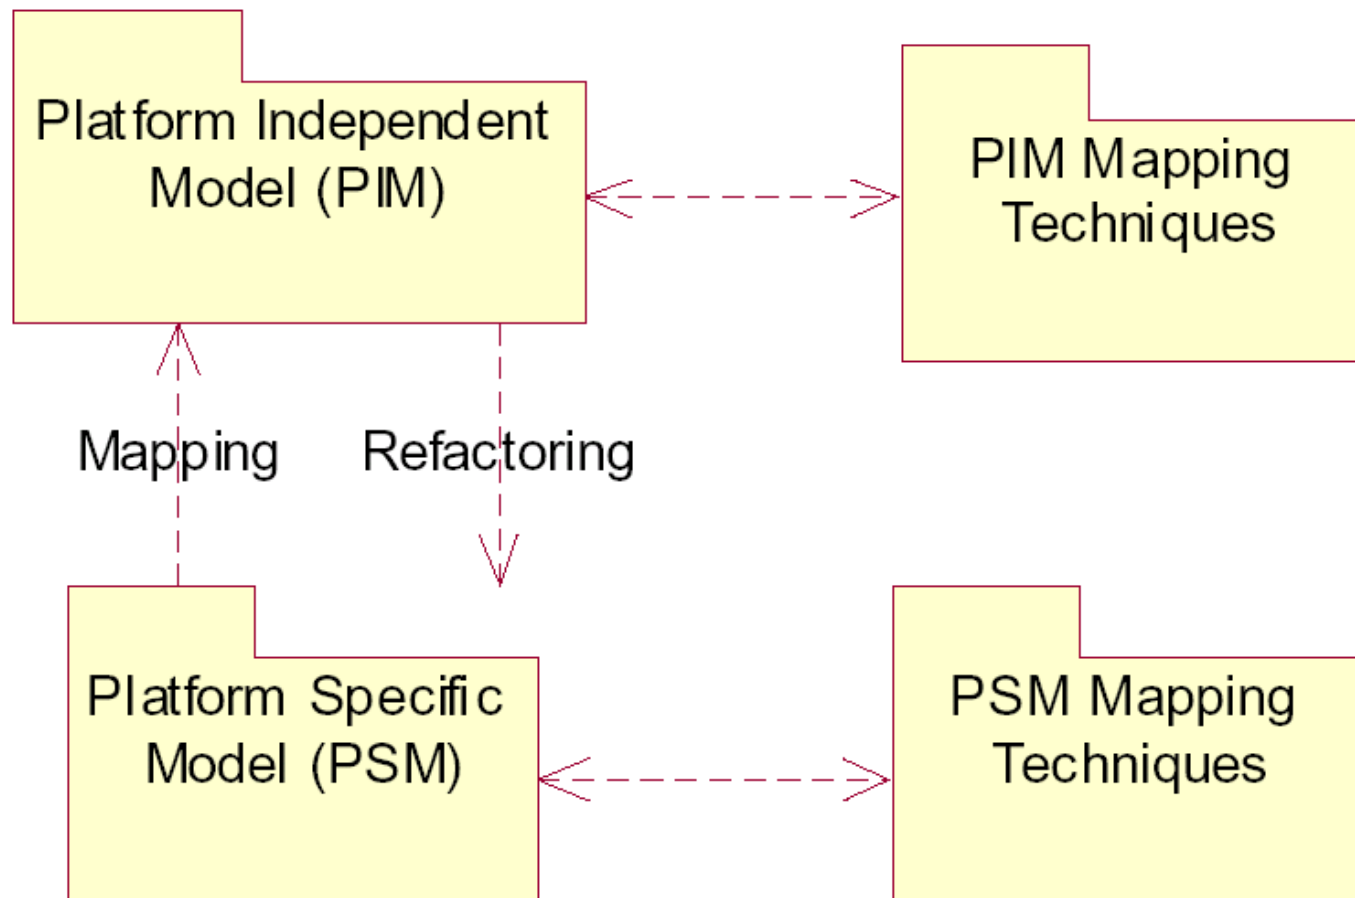 Platform Independent
Model (PIM)
PIM Mapping
Techniques
Mapping
Refactoring
Platform Specific
Model (PSM)
PSM Mapping
Techniques